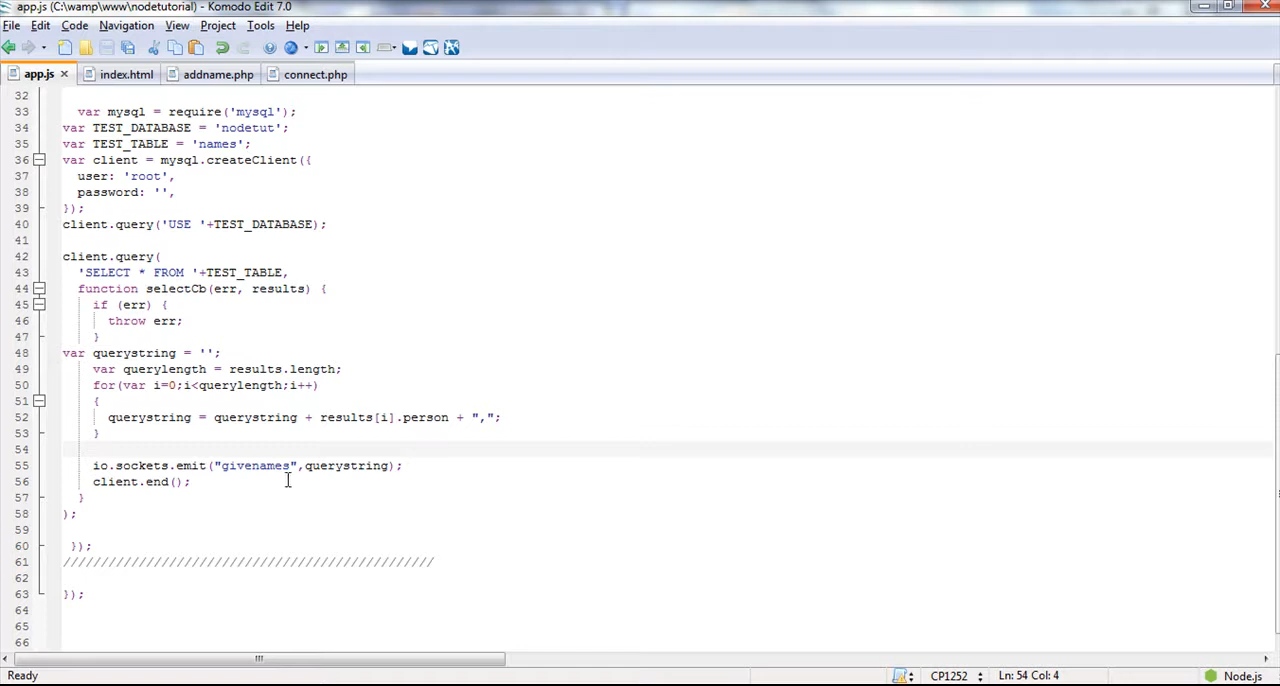 app.js (C:\wamp\www\nodetutorial) - Komodo Edit 7.0
File Edit Code Navigation View Project Tools Help
app.js index.html addname.php connect.php
32
33 var mysql = require('mysql');
34 var TEST_DATABASE = 'nodetut';
35 var TEST_TABLE = 'names';
36 var client = mysql.createClient({
37 user: 'root',
38 password: '',
39 });
40 client.query('USE '+TEST_DATABASE);
41
42 client.query(
43 'SELECT * FROM '+TEST_TABLE,
44 function selectCb(err, results) {
45 if (err) {
46 throw err;
47 }
48 var querystring = '';
49 var querylength = results.length;
50 for(var i=0;i<querylength;i++)
51 {
52 querystring = querystring + results[i].person + ",";
53 }
54
55 io.sockets.emit("givenames",querystring);
56 client.end();
57 }
58 );
59
60 });
61 /////////////////////////////////////////////////
62
63 });
64
65
66
Ready CP1252 Ln: 54 Col: 4 Node.js